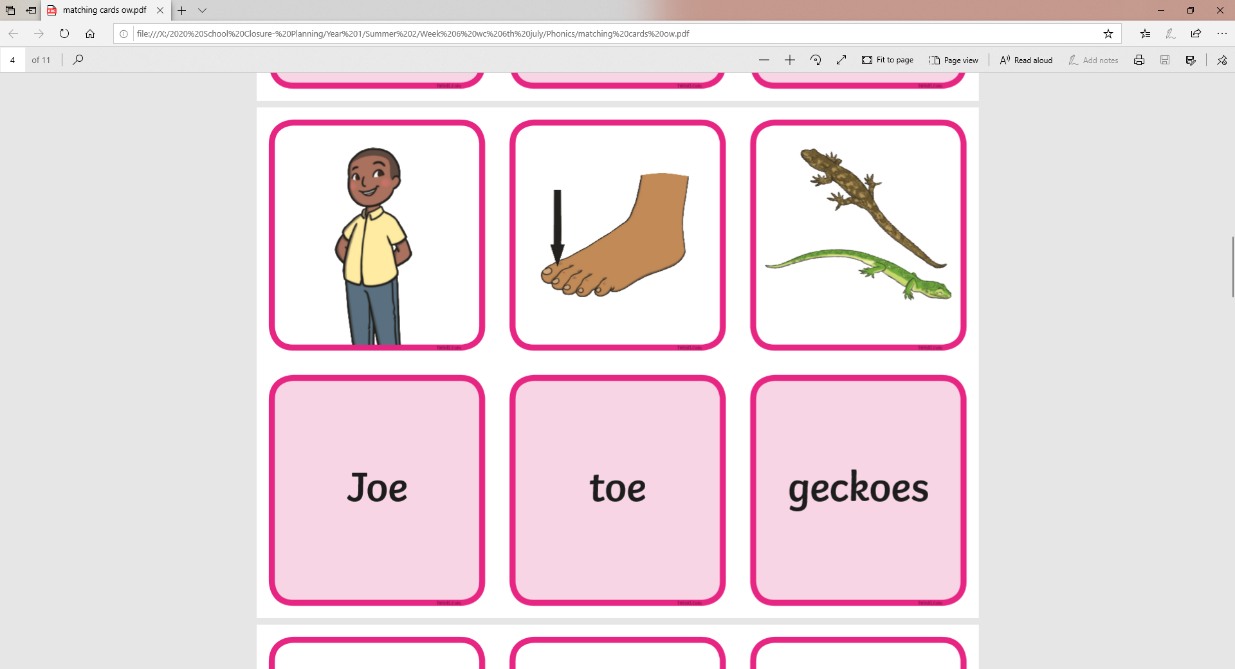 matching cards ow.pdf
file:///X:/2020%20School%20Closure-%20Planning/Year%201/Summer%202/Week%206%20wc%206th%20july/Phonics/matching%20cards%20ow.pdf
4 of 11 Fit to page Page view Read aloud Add notes
Joe
toe
geckoes